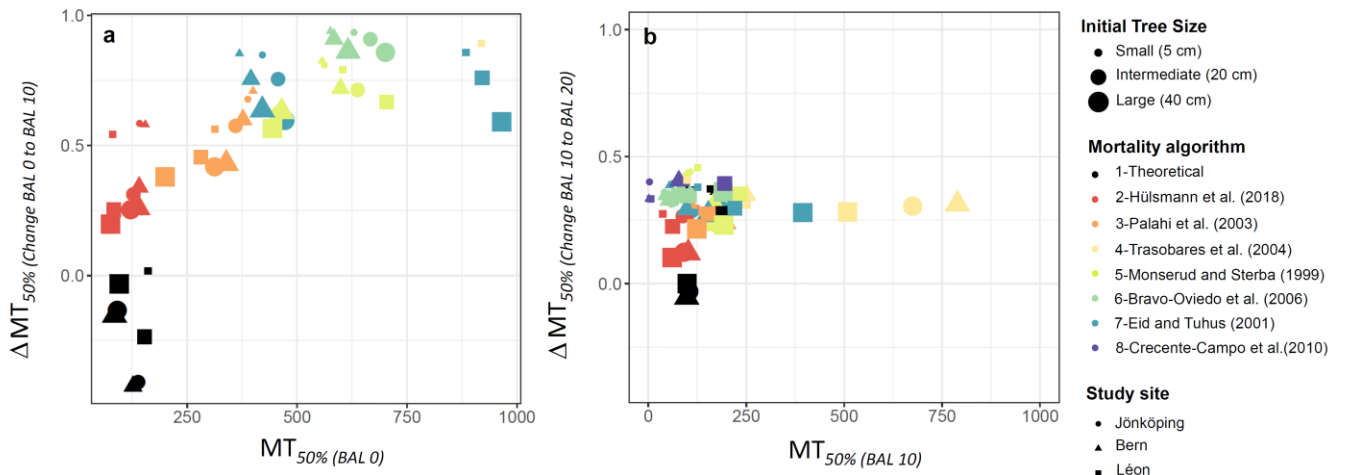 a
1.0
0.5
0.0
250
500
750
1000
ΔMT50% (Change BAL 0 to BAL 10)
MT50% (BAL 0)
b
1.0
0.5
0.0
0
250
500
750
1000
ΔMT50% (Change BAL 10 to BAL 20)
MT50% (BAL 10)
Initial Tree Size
Small (5 cm)
Intermediate (20 cm)
Large (40 cm)
Mortality algorithm
1-Theoretical
2-Hülsmann et al. (2018)
3-Palahi et al. (2003)
4-Trasobares et al. (2004)
5-Monserud and Sterba (1999)
6-Bravo-Oviedo et al. (2006)
7-Eid and Tuhus (2001)
8-Crecente-Campo et al.(2010)
Study site
Jönköping
Bern
Léon